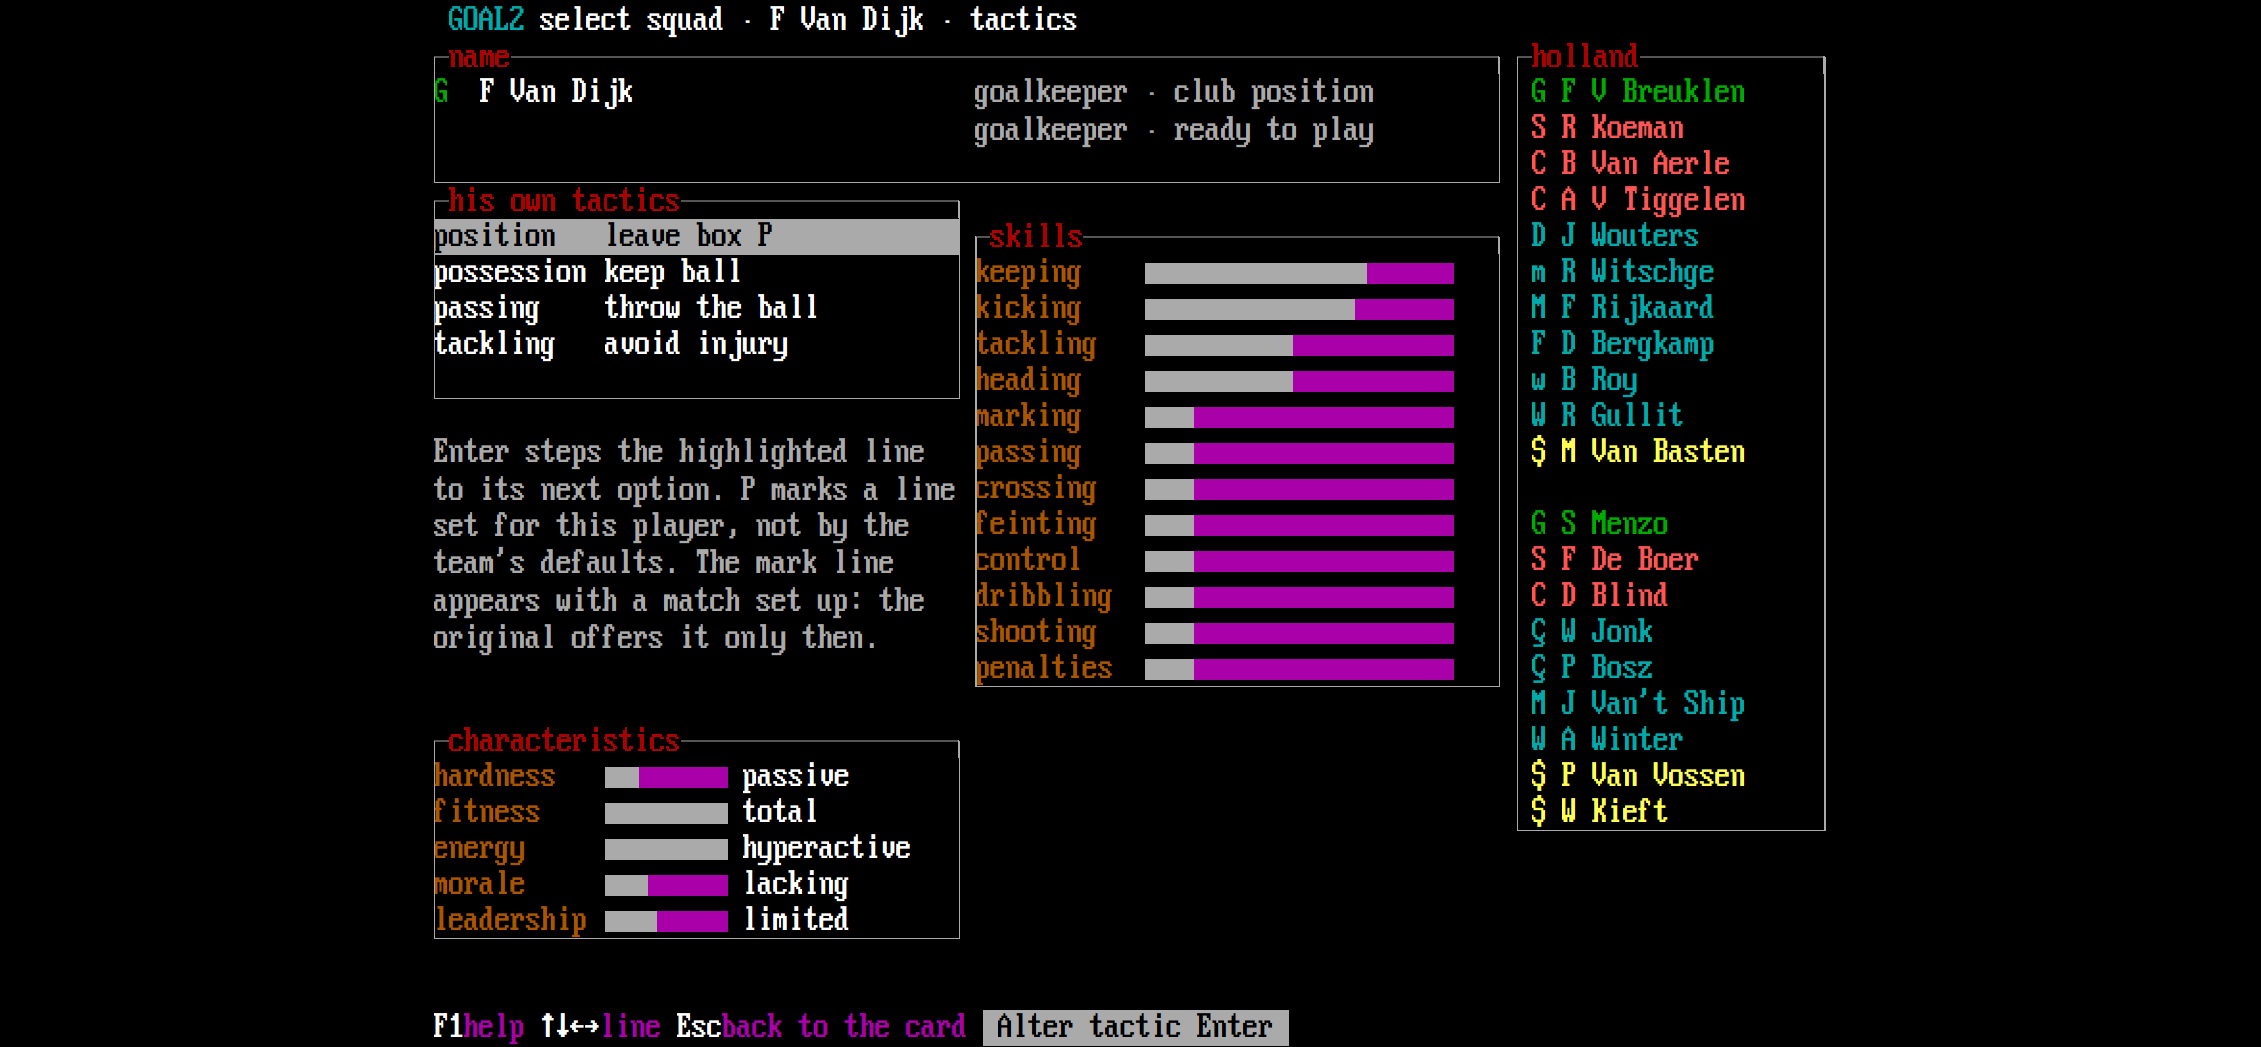 GOAL2 select squad · F Van Dijk · tactics
name
G F Van Dijk
goalkeeper · club position
goalkeeper · ready to play
his own tactics
position leave box P
possession keep ball
passing throw the ball
tackling avoid injury
Enter steps the highlighted line
to its next option. P marks a line
set for this player, not by the
team's defaults. The mark line
appears with a match set up: the
original offers it only then.
characteristics
hardness passive
fitness total
energy hyperactive
morale lacking
leadership limited
skills
keeping
kicking
tackling
heading
marking
passing
crossing
feinting
control
dribbling
shooting
penalties
holland
G F V Breuklen
S R Koeman
C B Van Aerle
C A V Tiggelen
D J Wouters
m R Witschge
M F Rijkaard
F D Bergkamp
w B Roy
W R Gullit
$ M Van Basten
G S Menzo
S F De Boer
C D Blind
Ç W Jonk
Ç P Bosz
M J Van't Ship
W A Winter
$ P Van Vossen
$ W Kieft
F1help ↑↓←→line Escback to the card Alter tactic Enter